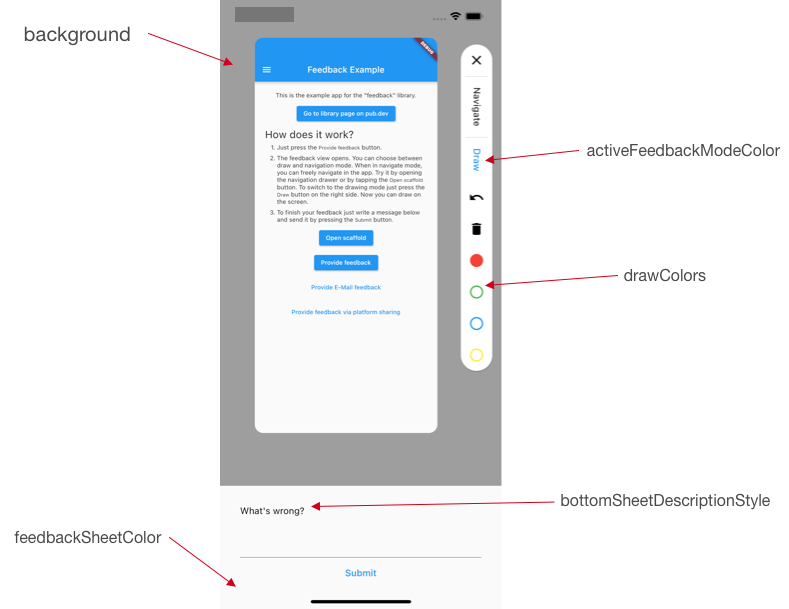 background
DEBUG
Feedback Example
This is the example app for the "feedback" library.
Go to library page on pub.dev
How does it work?
1. Just press the Provide feedback button.
2. The feedback view opens. You can choose between
draw and navigation mode. When in navigate mode,
you can freely navigate in the app. Try it by opening
the navigation drawer or by tapping the Open scaffold
button. To switch to the drawing mode just press the
Draw button on the right side. Now you can draw on
the screen.
3. To finish your feedback just write a message below
and send it by pressing the Submit button.
Open scaffold
Provide feedback
Provide E-Mail feedback
Provide feedback via platform sharing
Navigate
Draw
activeFeedbackModeColor
drawColors
What's wrong?
bottomSheetDescriptionStyle
feedbackSheetColor
Submit